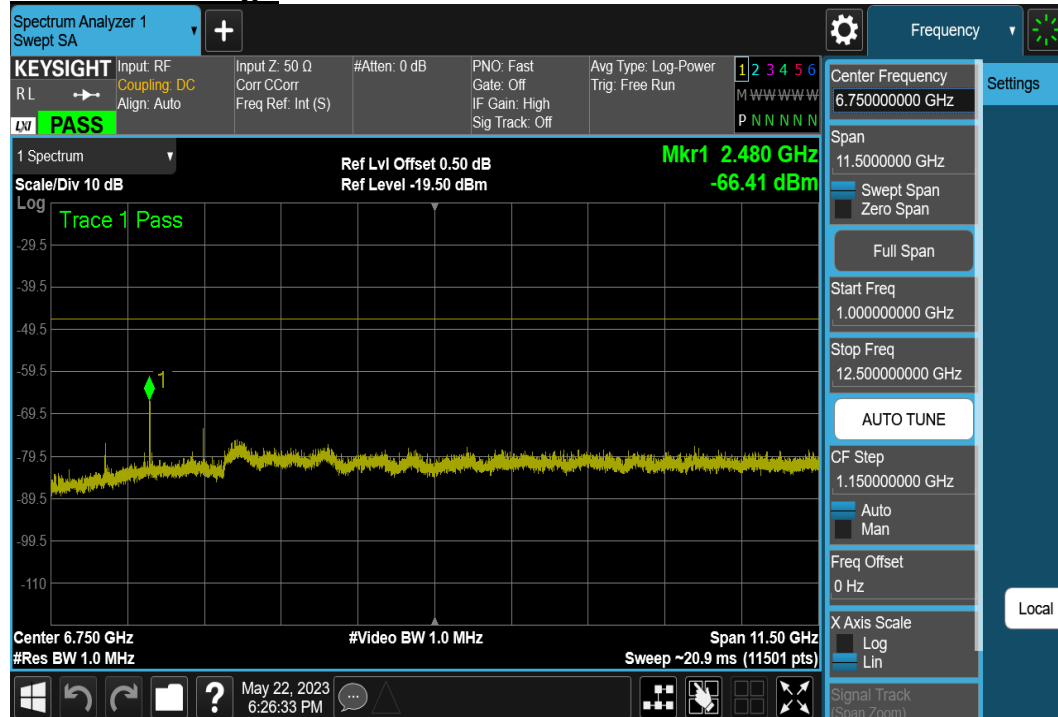 Spectrum Analyzer 1
Swept SA
Frequency
KEYSIGHT
R L
LXI
PASS
Input: RF
Coupling: DC
Align: Auto
Input Z: 50 Ω
Corr CCorr
Freq Ref: Int (S)
#Atten: 0 dB
PNO: Fast
Gate: Off
IF Gain: High
Sig Track: Off
Avg Type: Log-Power
Trig: Free Run
1 2 3 4 5 6
M W W W W W
P N N N N N
1 Spectrum
Scale/Div 10 dB
Ref Lvl Offset 0.50 dB
Ref Level -19.50 dBm
Mkr1 2.480 GHz
-66.41 dBm
Log
Trace 1 Pass
-29.5
-39.5
-49.5
-59.5
1
-69.5
-79.5
-89.5
-99.5
-110
Center 6.750 GHz
#Video BW 1.0 MHz
Span 11.50 GHz
#Res BW 1.0 MHz
Sweep ~20.9 ms (11501 pts)
?
May 22, 2023
6:26:33 PM
Center Frequency
6.750000000 GHz
Settings
Span
11.5000000 GHz
Swept Span
Zero Span
Full Span
Start Freq
1.000000000 GHz
Stop Freq
12.500000000 GHz
AUTO TUNE
CF Step
1.150000000 GHz
Auto
Man
Freq Offset
0 Hz
Local
X Axis Scale
Log
Lin
Signal Track
(Span Zoom)